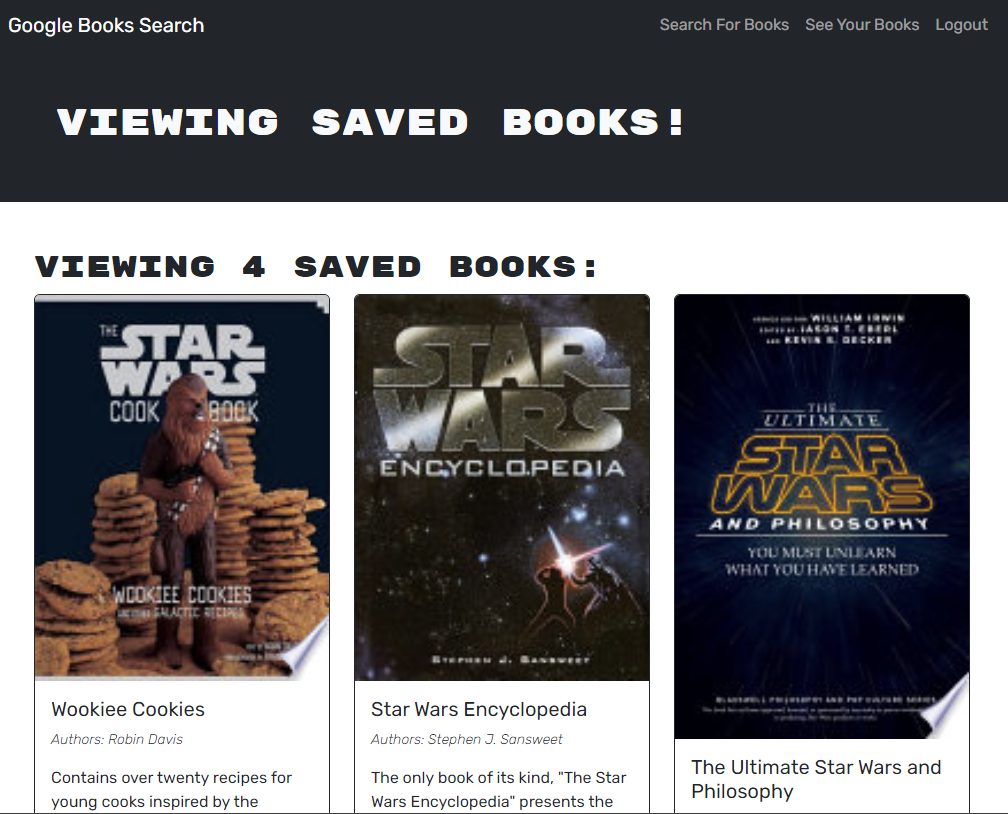 Google Books Search
Search For Books See Your Books Logout
VIEWING SAVED BOOKS!
VIEWING 4 SAVED BOOKS:
THE
STAR
WARS
COOK BOOK
WOOKIEE COOKIES
AND OTHER GALACTIC RECIPES
Wookiee Cookies
Authors: Robin Davis
Contains over twenty recipes for
young cooks inspired by the
STAR
WARS
ENCYCLOPEDIA
STEPHEN J. SANSWEET
Star Wars Encyclopedia
Authors: Stephen J. Sansweet
The only book of its kind, "The Star
Wars Encyclopedia" presents the
WILLIAM IRWIN
EDITED BY JASON T. EBERL
AND KEVIN S. DECKER
THE
ULTIMATE
STAR
WARS
AND PHILOSOPHY
YOU MUST UNLEARN
WHAT YOU HAVE LEARNED
BLACKWELL PHILOSOPHY AND POP CULTURE SERIES
The Ultimate Star Wars and
Philosophy